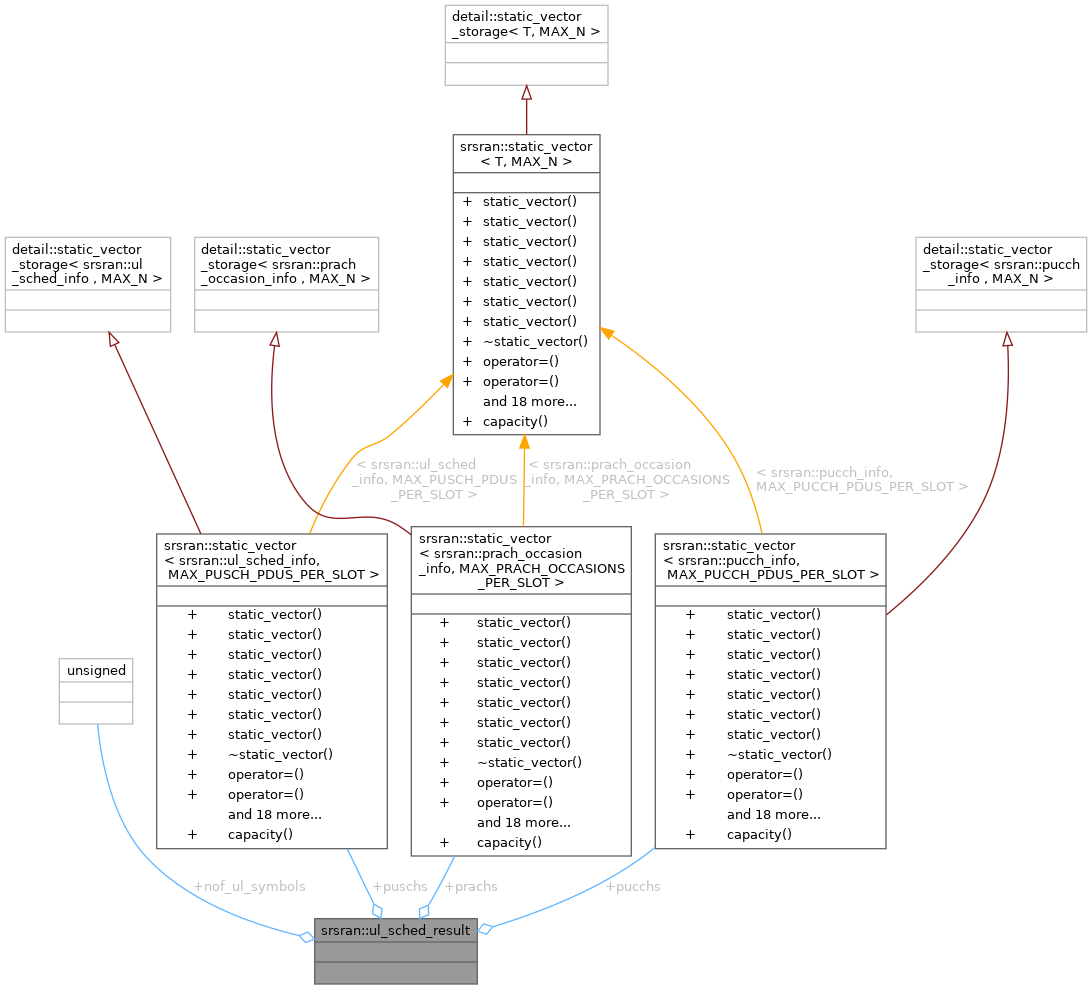 detail::static_vector
_storage< T, MAX_N >
srsran::static_vector
< T, MAX_N >
+ static_vector()
+ static_vector()
+ static_vector()
+ static_vector()
+ static_vector()
+ static_vector()
+ static_vector()
+ ~static_vector()
+ operator=()
+ operator=()
and 18 more...
+ capacity()
detail::static_vector
_storage< srsran::ul
_sched_info , MAX_N >
detail::static_vector
_storage< srsran::prach
_occasion_info , MAX_N >
detail::static_vector
_storage< srsran::pucch
_info , MAX_N >
< srsran::ul_sched
_info, MAX_PUSCH_PDUS
_PER_SLOT >
< srsran::prach_occasion
_info, MAX_PRACH_OCCASIONS
_PER_SLOT >
< srsran::pucch_info,
MAX_PUCCH_PDUS_PER_SLOT >
srsran::static_vector
< srsran::ul_sched_info,
MAX_PUSCH_PDUS_PER_SLOT >
+ static_vector()
+ static_vector()
+ static_vector()
+ static_vector()
+ static_vector()
+ static_vector()
+ static_vector()
+ ~static_vector()
+ operator=()
+ operator=()
and 18 more...
+ capacity()
srsran::static_vector
< srsran::prach_occasion
_info, MAX_PRACH_OCCASIONS
_PER_SLOT >
+ static_vector()
+ static_vector()
+ static_vector()
+ static_vector()
+ static_vector()
+ static_vector()
+ static_vector()
+ ~static_vector()
+ operator=()
+ operator=()
and 18 more...
+ capacity()
srsran::static_vector
< srsran::pucch_info,
MAX_PUCCH_PDUS_PER_SLOT >
+ static_vector()
+ static_vector()
+ static_vector()
+ static_vector()
+ static_vector()
+ static_vector()
+ static_vector()
+ ~static_vector()
+ operator=()
+ operator=()
and 18 more...
+ capacity()
unsigned
+nof_ul_symbols
+puschs
+prachs
+pucchs
srsran::ul_sched_result